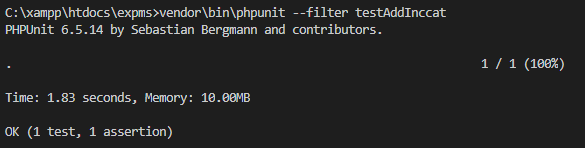 C:\xampp\htdocs\expms>vendor\bin\phpunit --filter testAddInccat
PHPUnit 6.5.14 by Sebastian Bergmann and contributors.
. 1 / 1 (100%)
Time: 1.83 seconds, Memory: 10.00MB
OK (1 test, 1 assertion)